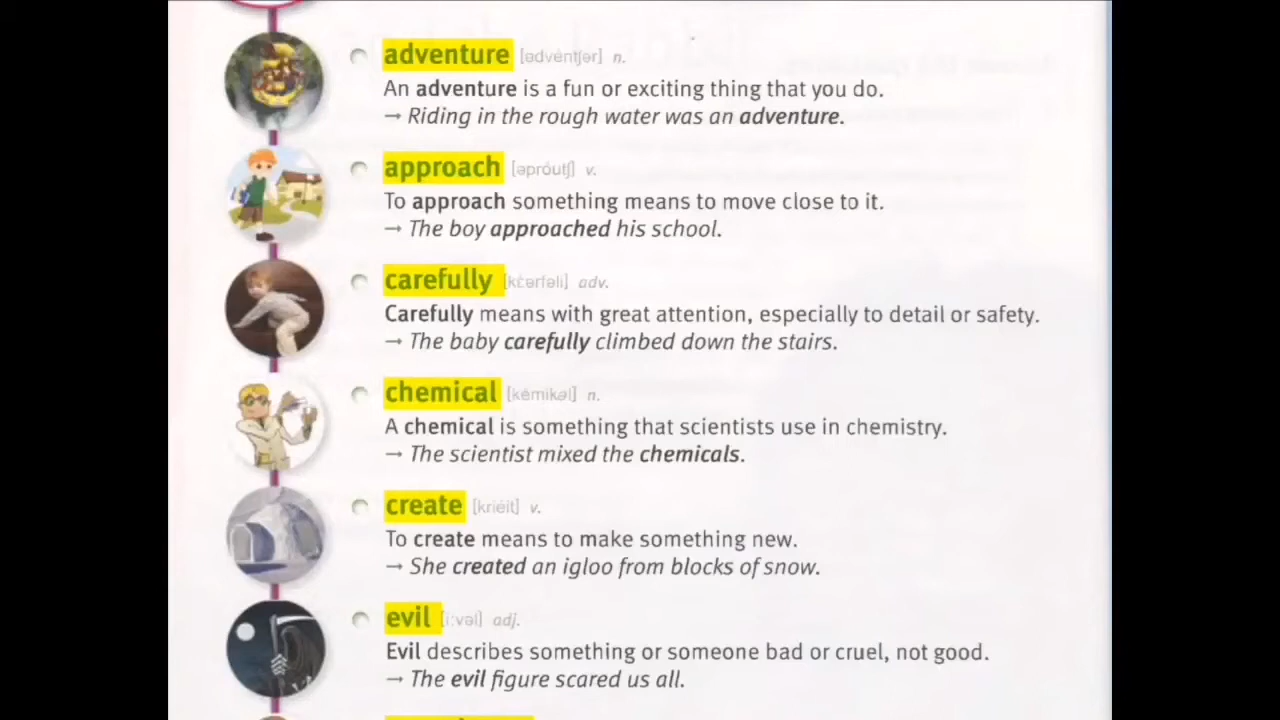 adventure [ədvéntʃər] n.
An adventure is a fun or exciting thing that you do.
→ Riding in the rough water was an adventure.
approach [əpróutʃ] v.
To approach something means to move close to it.
→ The boy approached his school.
carefully [kɛ́ərfəli] adv.
Carefully means with great attention, especially to detail or safety.
→ The baby carefully climbed down the stairs.
chemical [kémikəl] n.
A chemical is something that scientists use in chemistry.
→ The scientist mixed the chemicals.
create [kriéit] v.
To create means to make something new.
→ She created an igloo from blocks of snow.
evil [íːvəl] adj.
Evil describes something or someone bad or cruel, not good.
→ The evil figure scared us all.